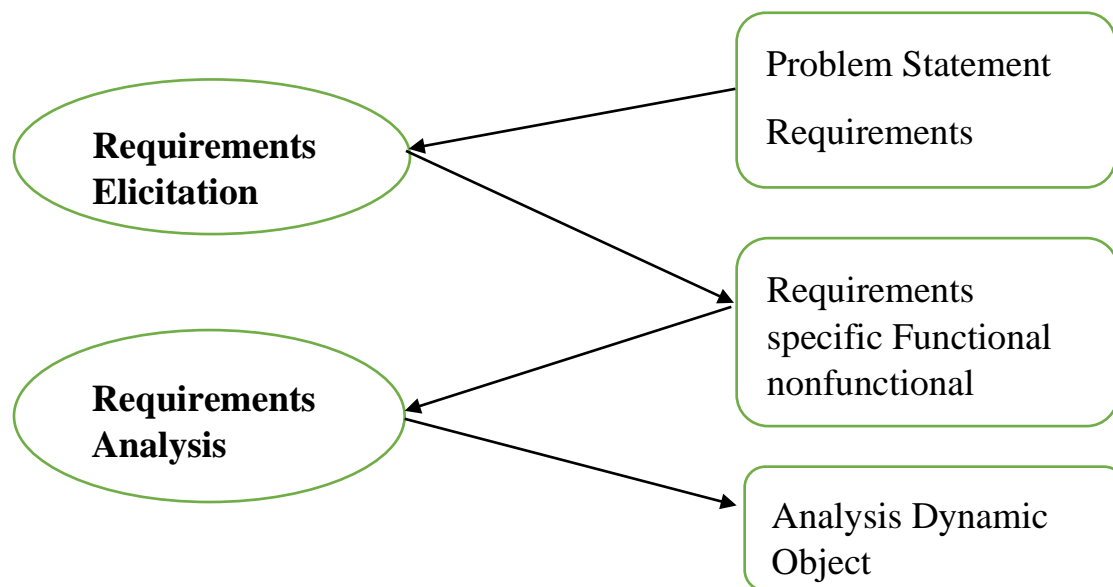 Problem Statement
Requirements
Requirements
Elicitation
Requirements
specific Functional
nonfunctional
Requirements
Analysis
Analysis Dynamic
Object